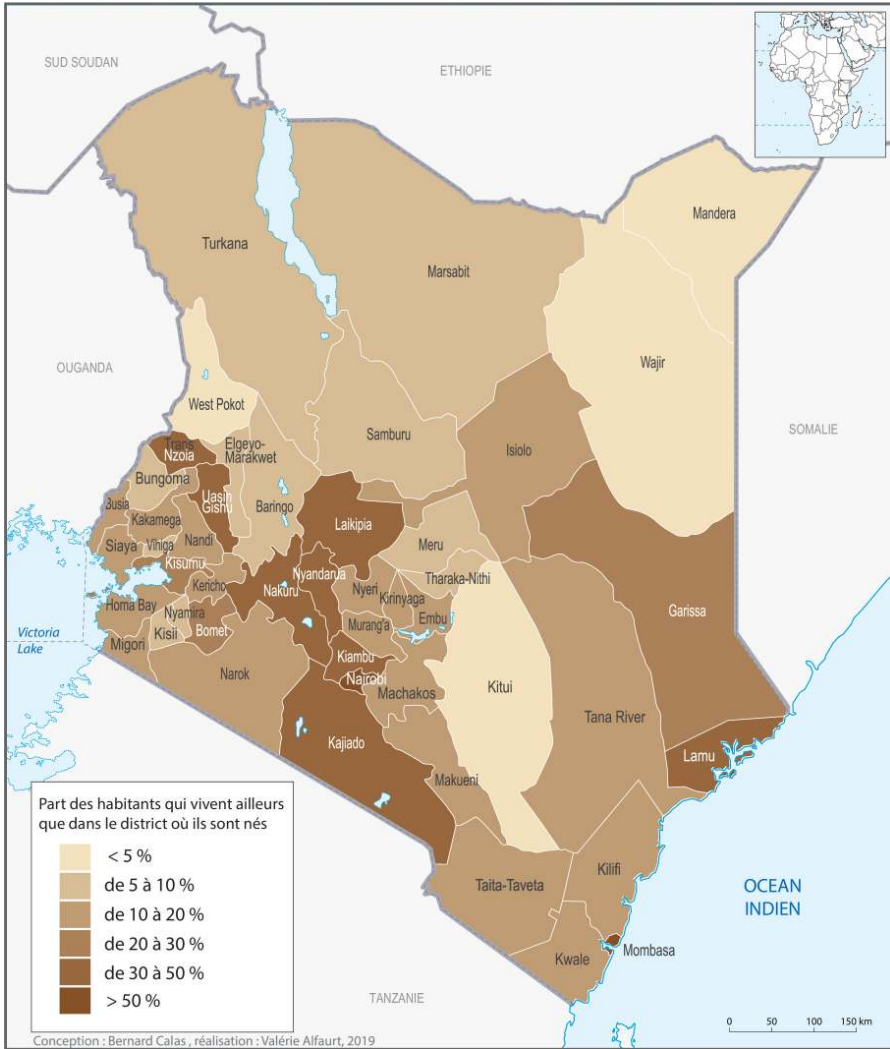 SUD SOUDAN
ETHIOPIE
Mandera
Turkana
Marsabit
Wajir
OUGANDA
West Pokot
SOMALIE
Samburu
Isiolo
Trans
Nzoia
Elgeyo-
Marakwet
Bungoma
Uasin
Gishu
Baringo
Busia
Kakamega
Laikipia
Nandi
Siaya
Vihiga
Meru
Kisumu
Nyandarua
Tharaka-Nithi
Kericho
Nakuru
Nyeri
Kirinyaga
Embu
Garissa
Homa Bay
Nyamira
Kisii
Bomet
Murang'a
Victoria
Lake
Migori
Kiambu
Narok
Nairobi
Machakos
Kitui
Tana River
Kajiado
Lamu
Makueni
Part des habitants qui vivent ailleurs
que dans le district où ils sont nés
< 5 %
de 5 à 10 %
de 10 à 20 %
de 20 à 30 %
de 30 à 50 %
> 50 %
Taita-Taveta
Kilifi
OCEAN
INDIEN
Kwale
Mombasa
TANZANIE
0 50 100 150 km
Conception : Bernard Calas , réalisation : Valérie Alfaurt, 2019